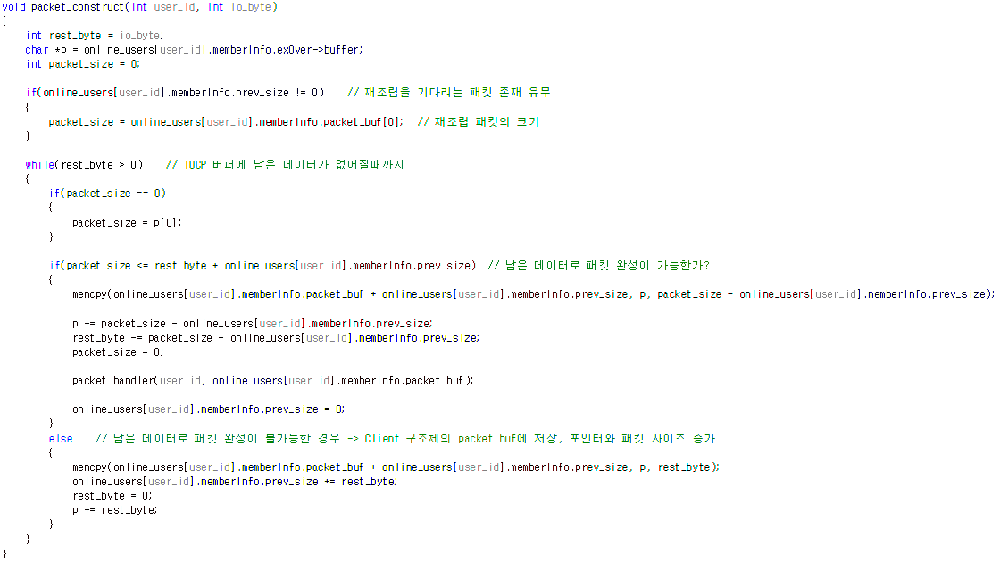 void packet_construct(int user_id, int io_byte)
{
    int rest_byte = io_byte;
    char *p = online_users[user_id].memberInfo.exOver->buffer;
    int packet_size = 0;

    if(online_users[user_id].memberInfo.prev_size != 0)    // 재조립을 기다리는 패킷 존재 유무
    {
        packet_size = online_users[user_id].memberInfo.packet_buf[0];  // 재조립 패킷의 크기
    }

    while(rest_byte > 0)    // IOCP 버퍼에 남은 데이터가 없어질때까지
    {
        if(packet_size == 0)
        {
            packet_size = p[0];
        }

        if(packet_size <= rest_byte + online_users[user_id].memberInfo.prev_size)  // 남은 데이터로 패킷 완성이 가능한가?
        {
            memcpy(online_users[user_id].memberInfo.packet_buf + online_users[user_id].memberInfo.prev_size, p, packet_size - online_users[user_id].memberInfo.prev_size);

            p += packet_size - online_users[user_id].memberInfo.prev_size;
            rest_byte -= packet_size - online_users[user_id].memberInfo.prev_size;
            packet_size = 0;

            packet_handler(user_id, online_users[user_id].memberInfo.packet_buf);

            online_users[user_id].memberInfo.prev_size = 0;
        }
        else    // 남은 데이터로 패킷 완성이 불가능한 경우 -> Client 구조체의 packet_buf에 저장, 포인터와 패킷 사이즈 증가
        {
            memcpy(online_users[user_id].memberInfo.packet_buf + online_users[user_id].memberInfo.prev_size, p, rest_byte);
            online_users[user_id].memberInfo.prev_size += rest_byte;
            rest_byte = 0;
            p += rest_byte;
        }
    }
}